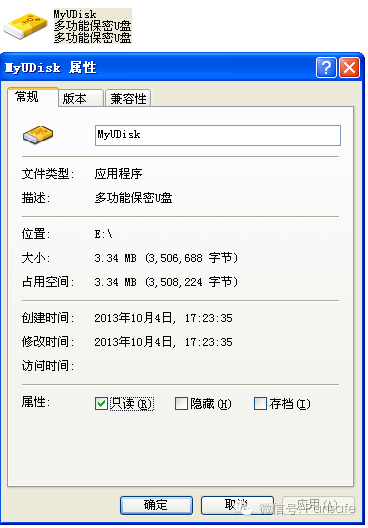 MyUDisk
多功能保密U盘
多功能保密U盘
MyUDisk 属性
常规 版本 兼容性
MyUDisk
文件类型: 应用程序
描述: 多功能保密U盘
位置: E:\
大小: 3.34 MB (3,506,688 字节)
占用空间: 3.34 MB (3,508,224 字节)
创建时间: 2013年10月4日, 17:23:35
修改时间: 2013年10月4日, 17:23:35
访问时间:
属性: 只读(R) 隐藏(H) 存档(I)
确定 取消 应用(A)
微信号: Pansafe